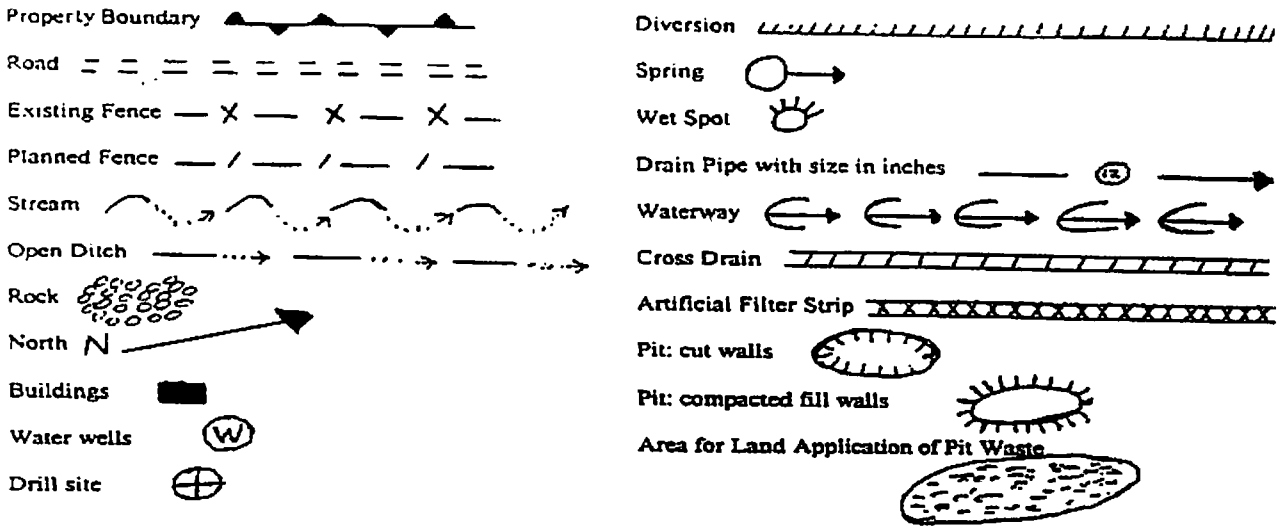 Property Boundary
Road
Existing Fence
Planned Fence
Stream
Open Ditch
Rock
North N
Buildings
Water wells W
Drill site
Diversion
Spring
Wet Spot
Drain Pipe with size in inches 12
Waterway
Cross Drain
Artificial Filter Strip
Pit: cut walls
Pit: compacted fill walls
Area for Land Application of Pit Waste